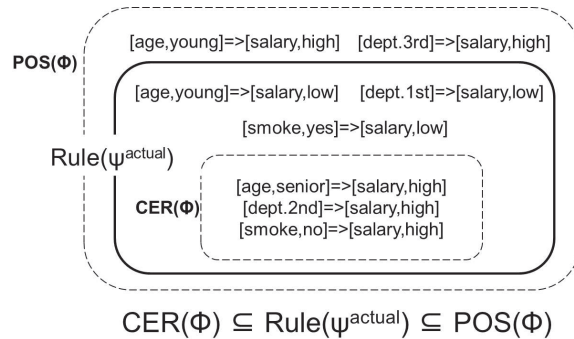 [age,young]=>[salary,high] [dept.3rd]=>[salary,high]
POS(Φ)
[age,young]=>[salary,low] [dept.1st]=>[salary,low]
[smoke,yes]=>[salary,low]
Rule(ψ^actual)
[age,senior]=>[salary,high]
CER(Φ) [dept.2nd]=>[salary,high]
[smoke,no]=>[salary,high]
CER(Φ) ⊆ Rule(ψ^actual) ⊆ POS(Φ)